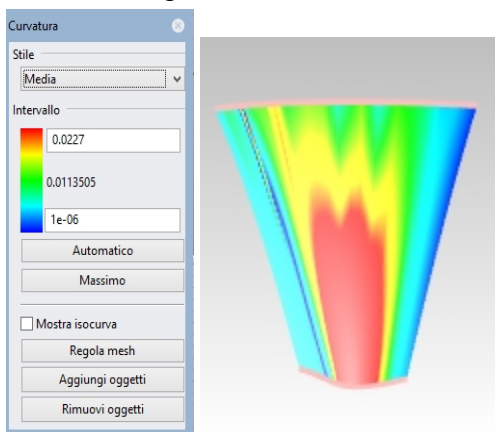 Curvatura
Stile
Media
Intervallo
0.0227
0.0113505
1e-06
Automatico
Massimo
Mostra isocurva
Regola mesh
Aggiungi oggetti
Rimuovi oggetti